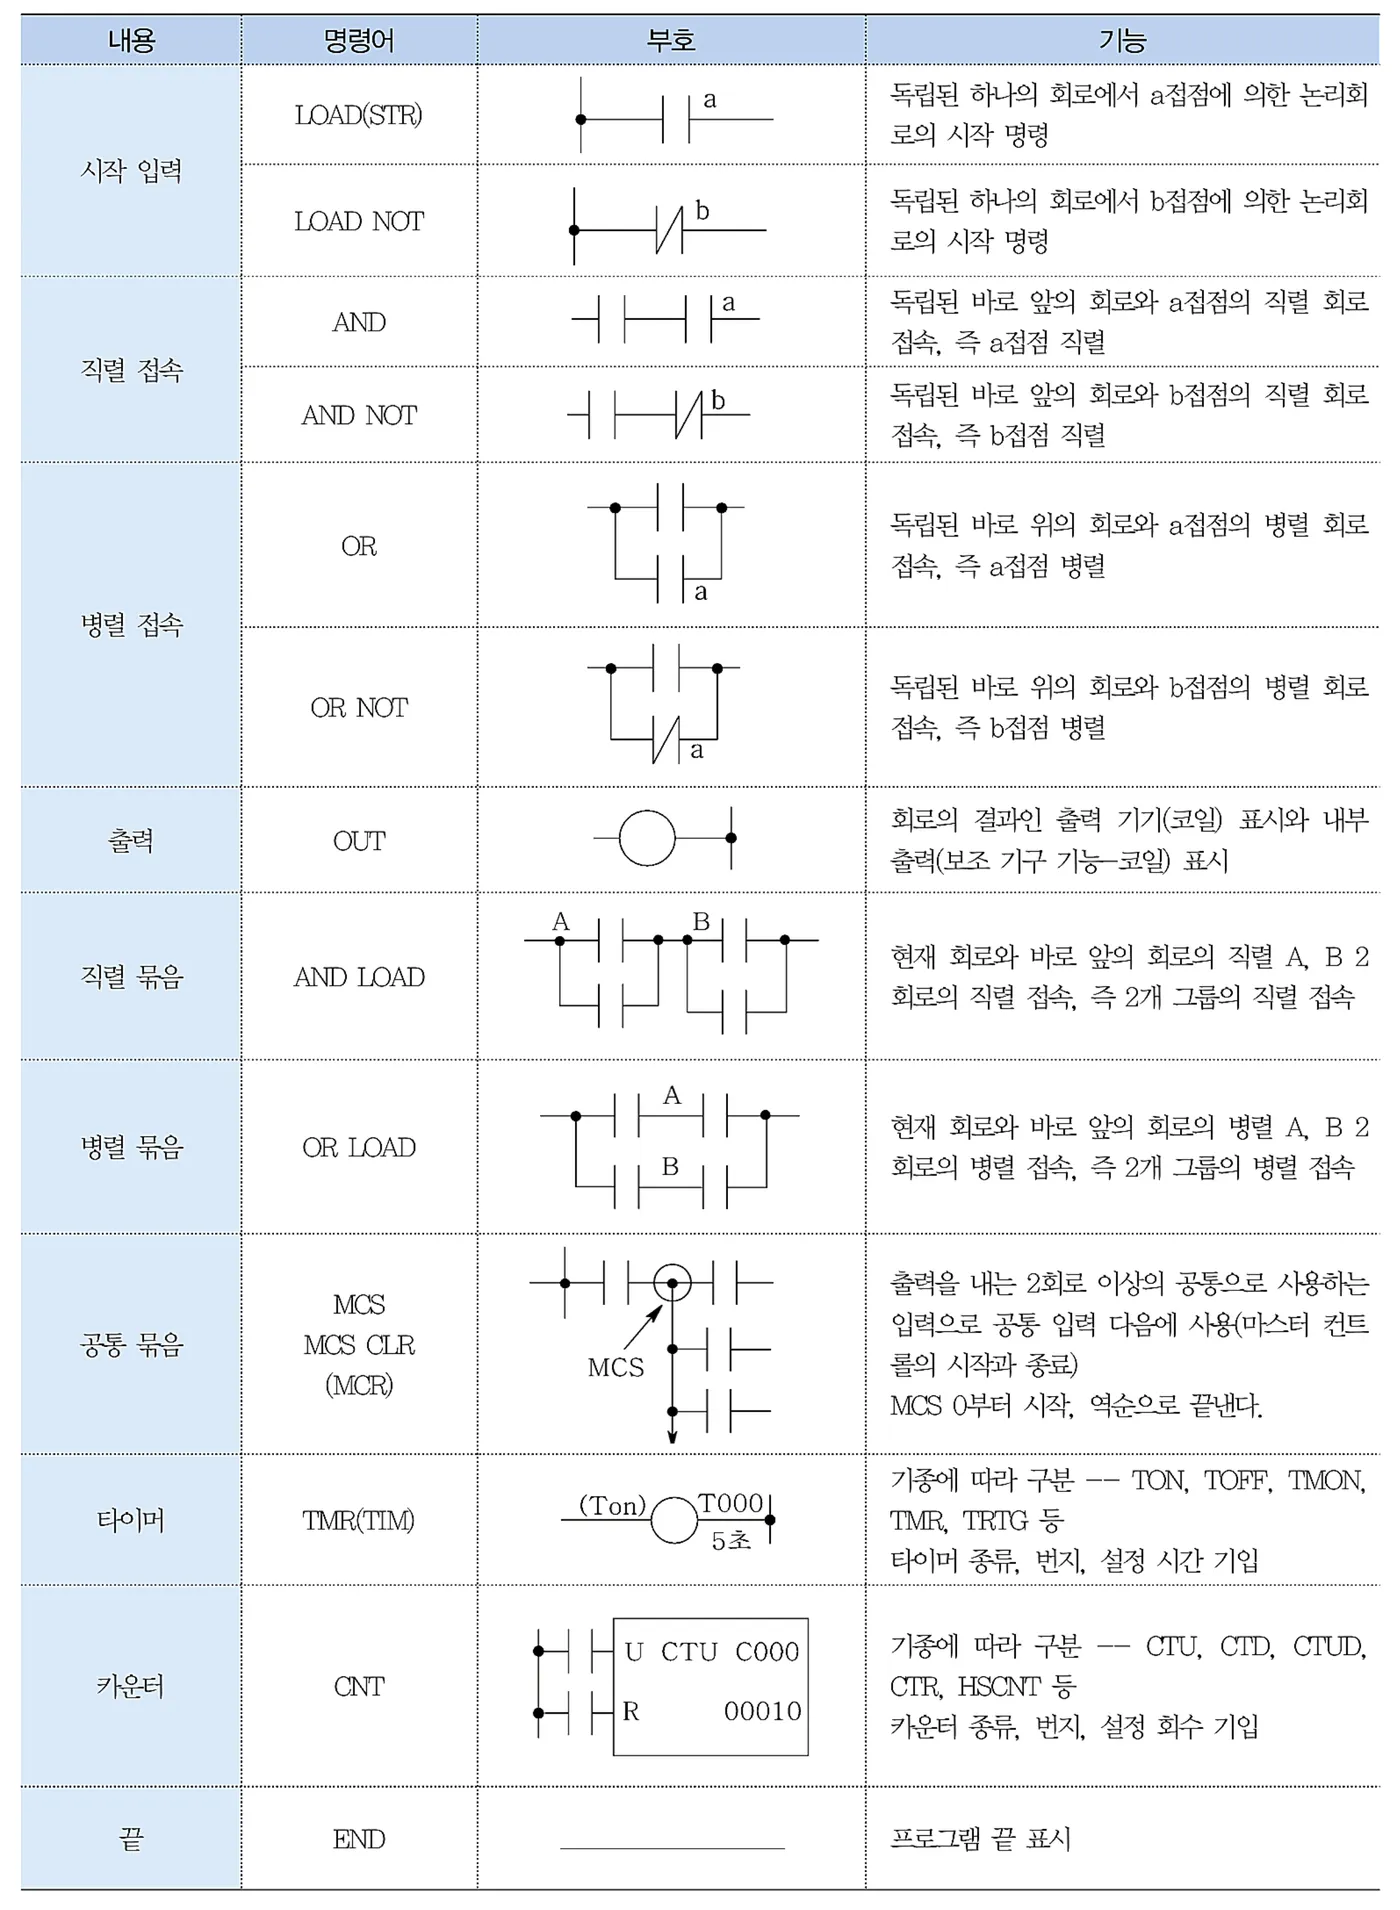 내용 명령어 부호 기능
시작 입력
LOAD(STR)
a
독립된 하나의 회로에서 a접점에 의한 논리회
로의 시작 명령
LOAD NOT
b
독립된 하나의 회로에서 b접점에 의한 논리회
로의 시작 명령
직렬 접속
AND
a
독립된 바로 앞의 회로와 a접점의 직렬 회로
접속, 즉 a접점 직렬
AND NOT
b
독립된 바로 앞의 회로와 b접점의 직렬 회로
접속, 즉 b접점 직렬
병렬 접속
OR
a
독립된 바로 위의 회로와 a접점의 병렬 회로
접속, 즉 a접점 병렬
OR NOT
a
독립된 바로 위의 회로와 b접점의 병렬 회로
접속, 즉 b접점 병렬
출력
OUT
회로의 결과인 출력 기기(코일) 표시와 내부
출력(보조 기구 기능–코일) 표시
직렬 묶음
AND LOAD
A B
현재 회로와 바로 앞의 회로의 직렬 A, B 2
회로의 직렬 접속, 즉 2개 그룹의 직렬 접속
병렬 묶음
OR LOAD
A
B
현재 회로와 바로 앞의 회로의 병렬 A, B 2
회로의 병렬 접속, 즉 2개 그룹의 병렬 접속
공통 묶음
MCS
MCS CLR
(MCR)
MCS
출력을 내는 2회로 이상의 공통으로 사용하는
입력으로 공통 입력 다음에 사용(마스터 컨트
롤의 시작과 종료)
MCS 0부터 시작, 역순으로 끝낸다.
타이머
TMR(TIM)
(Ton) T000
5초
기종에 따라 구분 -- TON, TOFF, TMON,
TMR, TRTG 등
타이머 종류, 번지, 설정 시간 기입
카운터
CNT
U CTU C000
R 00010
기종에 따라 구분 -- CTU, CTD, CTUD,
CTR, HSCNT 등
카운터 종류, 번지, 설정 회수 기입
끝
END
프로그램 끝 표시